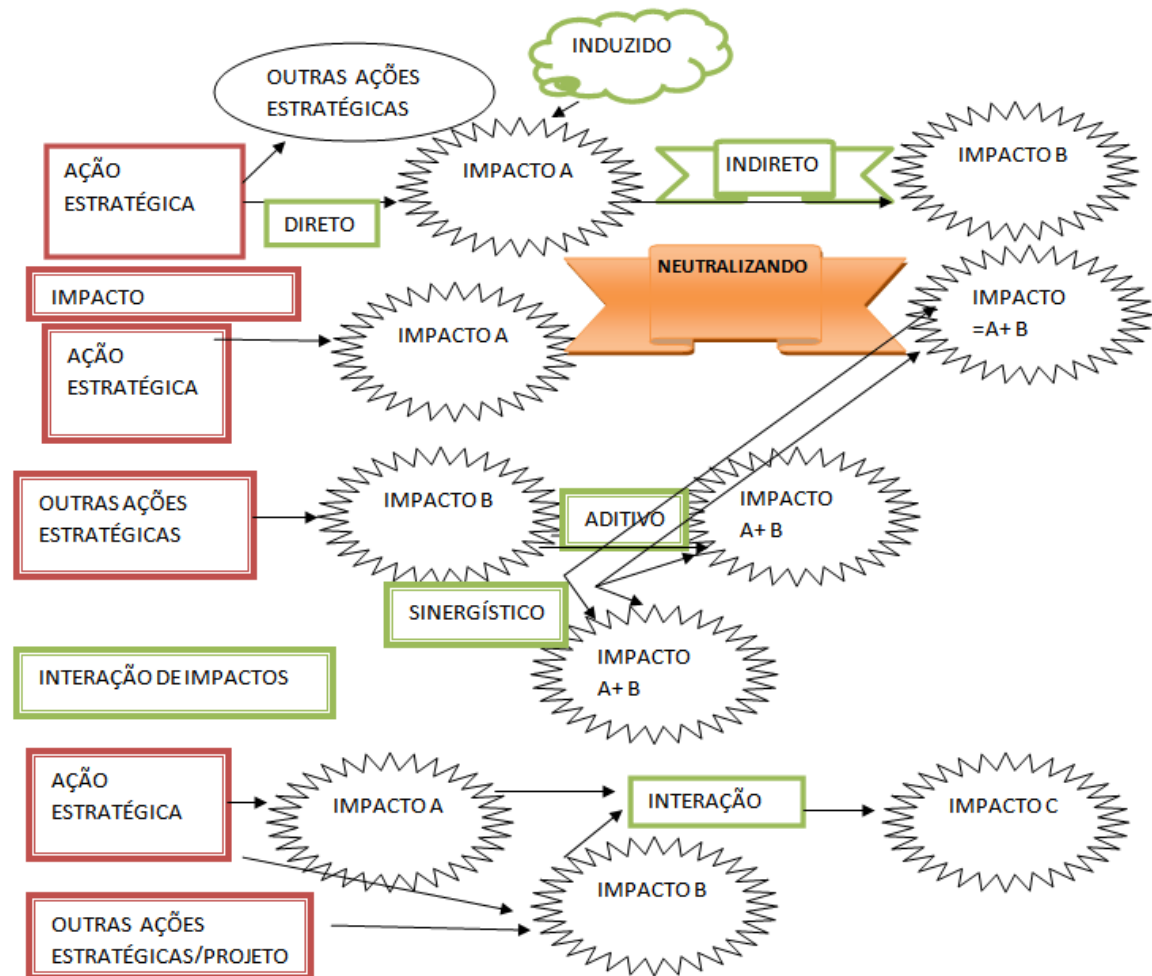 INDUZIDO
OUTRAS AÇÕES
ESTRATÉGICAS
AÇÃO
ESTRATÉGICA
DIRETO
IMPACTO A
INDIRETO
IMPACTO B
IMPACTO
AÇÃO
ESTRATÉGICA
IMPACTO A
NEUTRALIZANDO
IMPACTO
=A+ B
OUTRAS AÇÕES
ESTRATÉGICAS
IMPACTO B
ADITIVO
IMPACTO
A+ B
SINERGÍSTICO
IMPACTO
A+ B
INTERAÇÃO DE IMPACTOS
AÇÃO
ESTRATÉGICA
IMPACTO A
INTERAÇÃO
IMPACTO C
IMPACTO B
OUTRAS AÇÕES
ESTRATÉGICAS/PROJETO